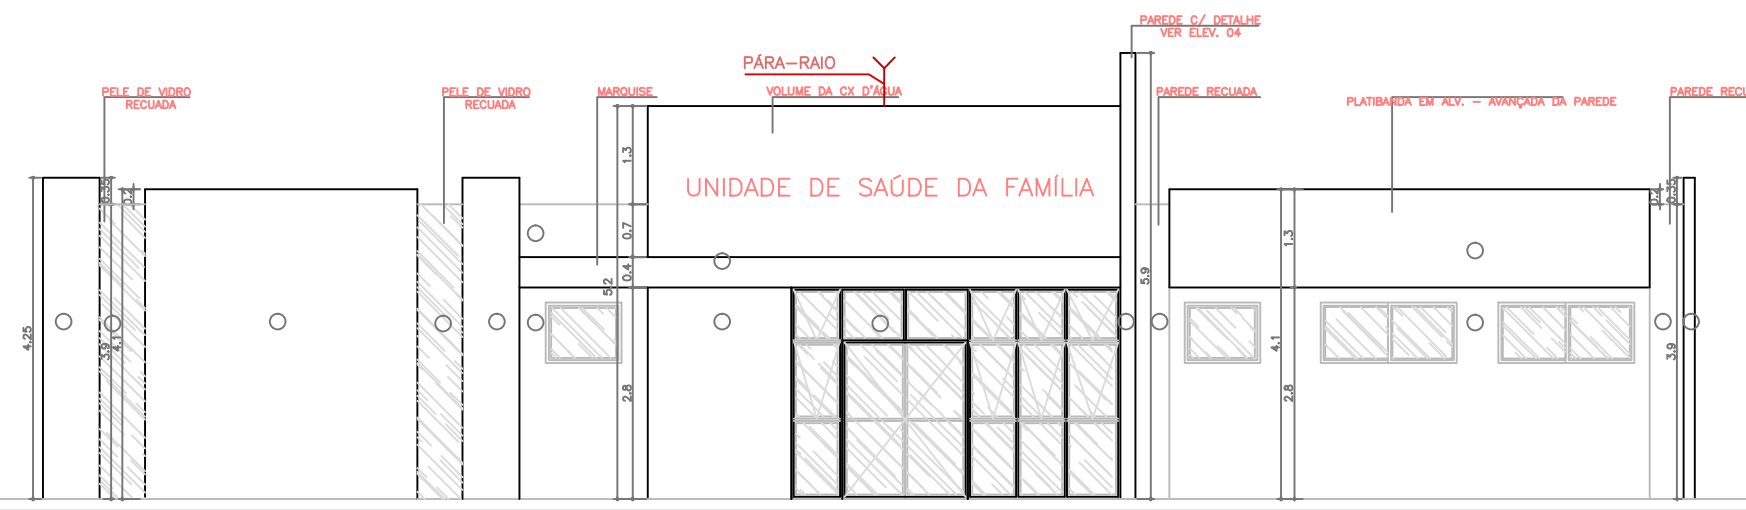 PAREDE C/ DETALHE
VER ELEV. 04
PÁRA-RAIO
PELE DE VIDRO
RECUADA
PELE DE VIDRO
RECUADA
MARQUISE
VOLUME DA CX D'ÁGUA
PAREDE RECUADA
PLATIBANDA EM ALV. - AVANÇADA DA PAREDE
PAREDE RECU
UNIDADE DE SAÚDE DA FAMÍLIA
4.25
0.35
3.9
4.1
0.2
5.2
1.3
0.7
0.4
2.8
5.9
4.1
1.3
2.8
0.2
0.35
3.9